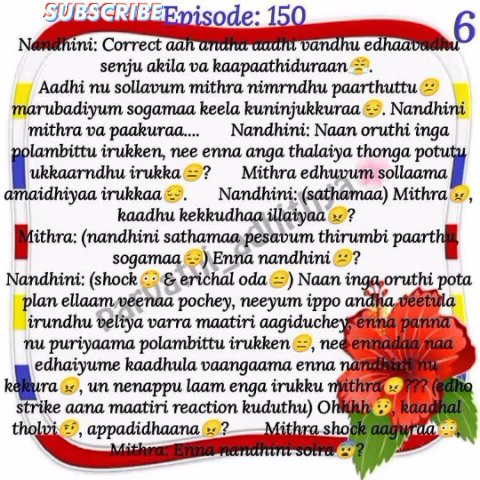 SUBSCRIBE Episode: 150
6
Nandhini: Correct aah andha aadhi vandhu edhaavadhu
senju akila va kaapaathiduraan😤.
Aadhi nu sollavum mithra nimrndhu paarthuttu😕
marubadiyum sogamaa keela kuninjukkuraa😔. Nandhini
mithra va paakuraa.... Nandhini: Naan oruthi inga
polambittu irukken, nee enna anga thalaiya thonga potutu
ukkaarndhu irukka😑? Mithra edhuvum sollaama
amaidhiyaa irukkaa😔. Nandhini: (sathamaa) Mithra😠,
kaadhu kekkudhaa illaiyaa😠?
Mithra: (nandhini sathamaa pesavum thirumbi paarthu,
sogamaa😔) Enna nandhini😕?
Nandhini: (shock😳 & erichal oda😑) Naan inga oruthi pota
plan ellaam veenaa pochey, neeyum ippo andha veetula
irundhu veliya varra maatiri aagiduchey, enna panna
nu puriyaama polambittu irukken😑, nee ennadaa naa
edhaiyume kaadhula vaangaama enna nandhini nu
kekura😠, un nenappu laam enga irukku mithra😠??? (edho
strike aana maatiri reaction kuduthu) Ohhhh😮, kaadhal
tholvi🤨, appadidhaana😠? Mithra shock aaguraa😳,
Mithra: Enna nandhini solra😰?